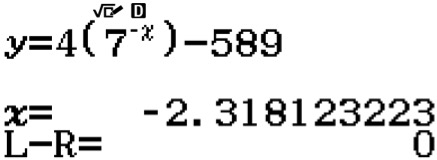 √▭/ D
y=4(7⁻ˣ)-589
x= -2.318123223
L-R= 0